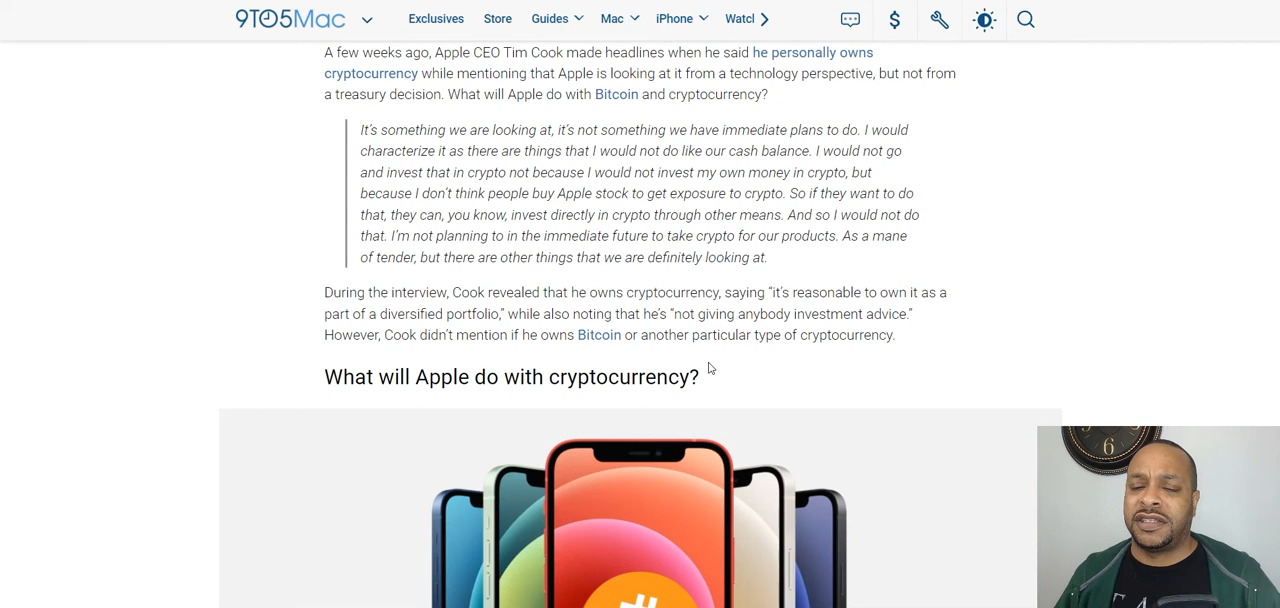 9TO5Mac Exclusives Store Guides Mac iPhone Watcl
A few weeks ago, Apple CEO Tim Cook made headlines when he said he personally owns
cryptocurrency while mentioning that Apple is looking at it from a technology perspective, but not from
a treasury decision. What will Apple do with Bitcoin and cryptocurrency?
It's something we are looking at, it's not something we have immediate plans to do. I would
characterize it as there are things that I would not do like our cash balance. I would not go
and invest that in crypto not because I would not invest my own money in crypto, but
because I don't think people buy Apple stock to get exposure to crypto. So if they want to do
that, they can, you know, invest directly in crypto through other means. And so I would not do
that. I'm not planning to in the immediate future to take crypto for our products. As a mane
of tender, but there are other things that we are definitely looking at.
During the interview, Cook revealed that he owns cryptocurrency, saying “it's reasonable to own it as a
part of a diversified portfolio,” while also noting that he's “not giving anybody investment advice.”
However, Cook didn't mention if he owns Bitcoin or another particular type of cryptocurrency.
What will Apple do with cryptocurrency?
6